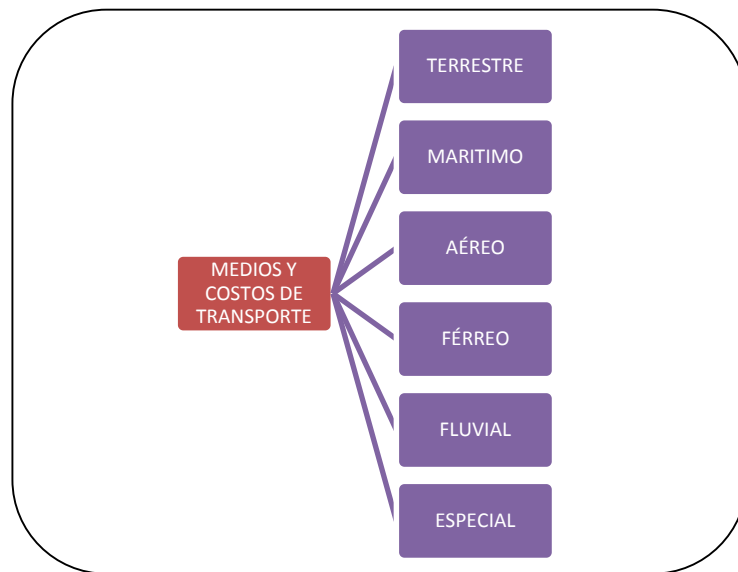 TERRESTRE
MARITIMO
AÉREO
MEDIOS Y
COSTOS DE
TRANSPORTE
FÉRREO
FLUVIAL
ESPECIAL